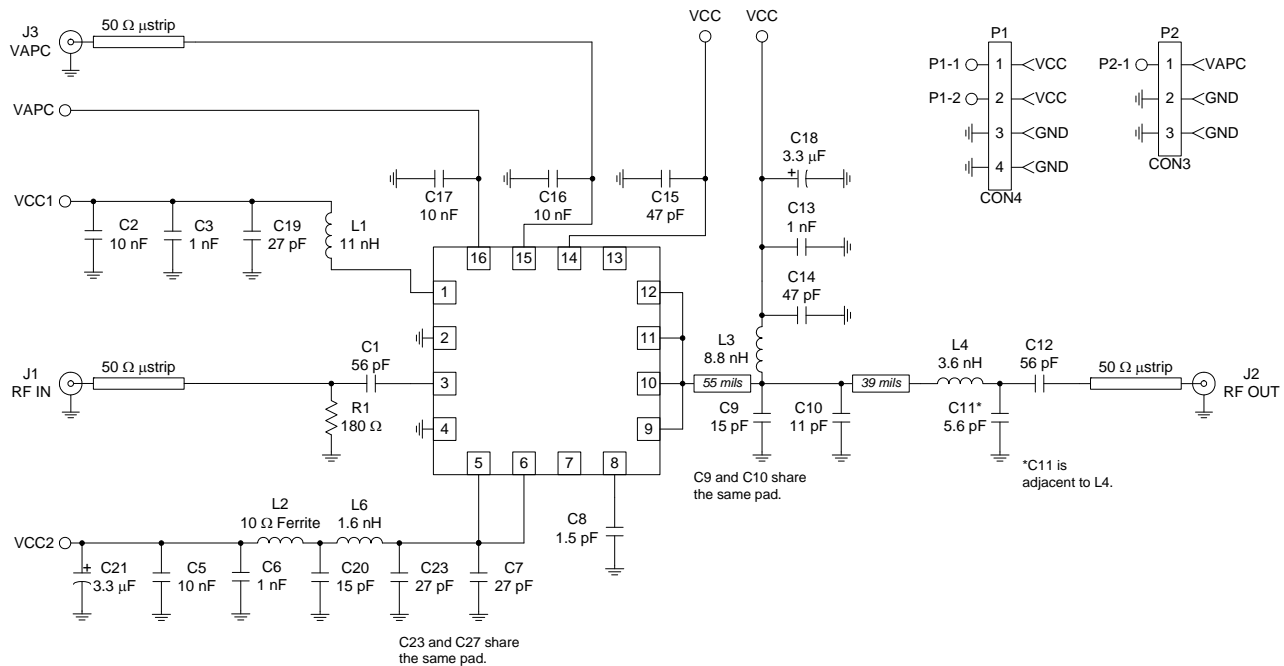 J3
VAPC
50 Ω µstrip
VAPC
VCC1
C2
10 nF
C3
1 nF
C19
27 pF
L1
11 nH
C17
10 nF
C16
10 nF
C15
47 pF
VCC
VCC
C18
3.3 µF
+
C13
1 nF
C14
47 pF
P1
P1-1
1
VCC
P1-2
2
VCC
3
GND
4
GND
CON4
P2
P2-1
1
VAPC
2
GND
3
GND
CON3
16
15
14
13
1
2
3
4
12
11
10
9
5
6
7
8
J1
RF IN
50 Ω µstrip
C1
56 pF
R1
180 Ω
L3
8.8 nH
55 mils
C9
15 pF
C10
11 pF
39 mils
L4
3.6 nH
C11*
5.6 pF
C12
56 pF
50 Ω µstrip
J2
RF OUT
C9 and C10 share
the same pad.
*C11 is
adjacent to L4.
C8
1.5 pF
VCC2
L2
10 Ω Ferrite
L6
1.6 nH
+
C21
3.3 µF
C5
10 nF
C6
1 nF
C20
15 pF
C23
27 pF
C7
27 pF
C23 and C27 share
the same pad.